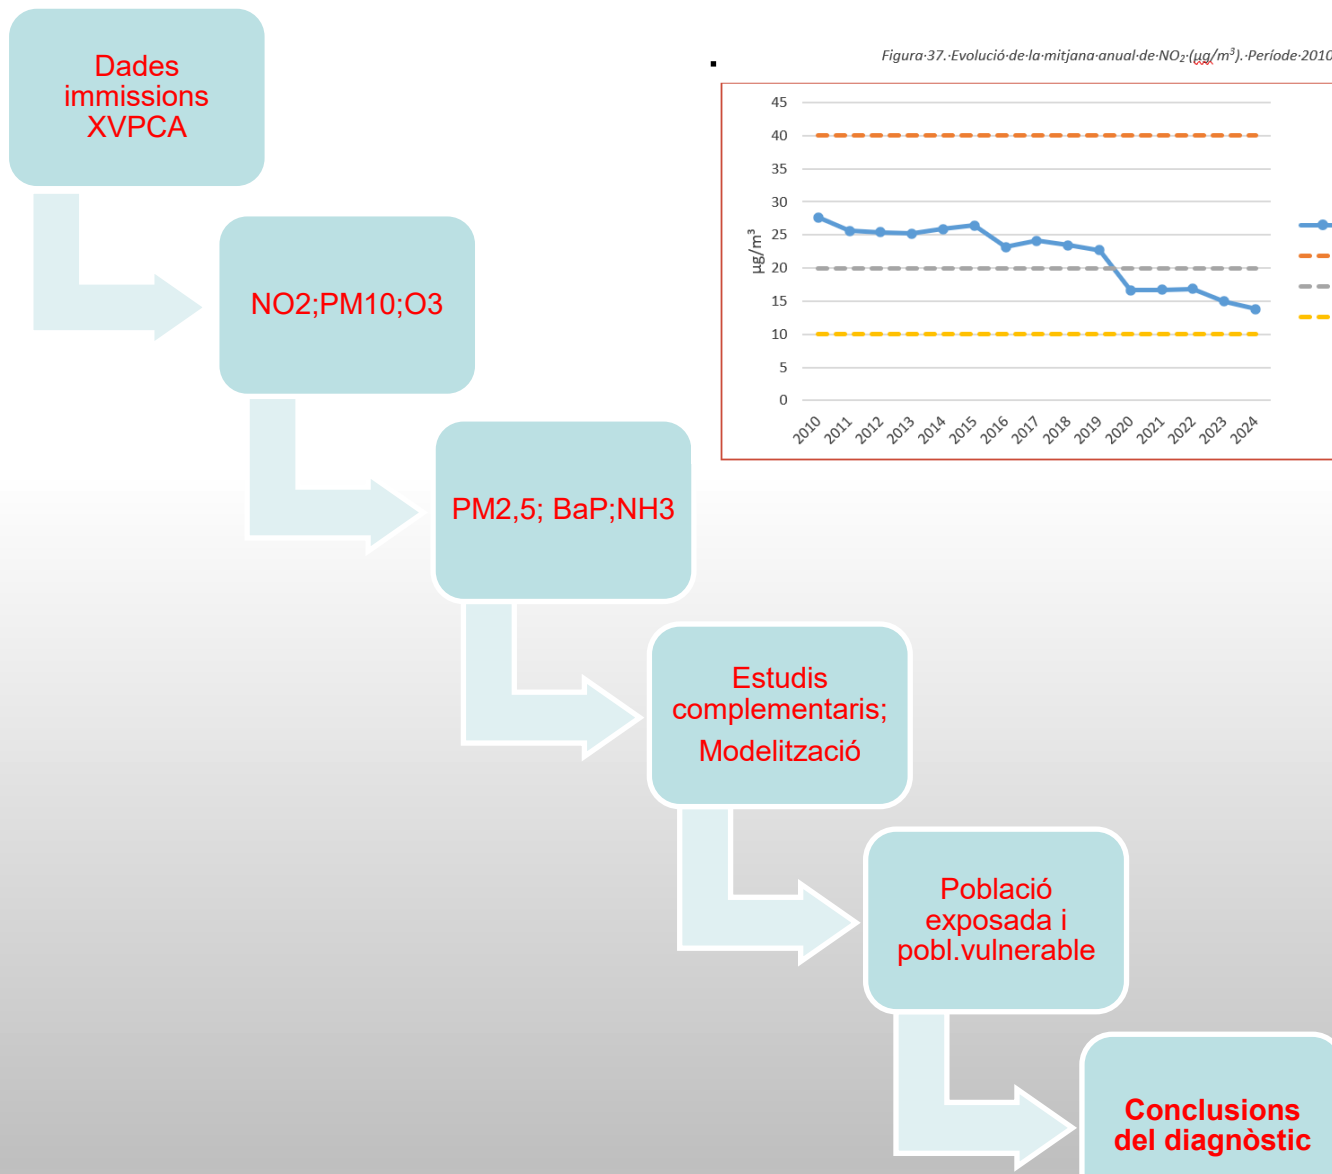 Dades
immissions
XVPCA
NO2;PM10;O3
PM2,5; BaP;NH3
Estudis
complementaris;
Modelització
Població
exposada i
pobl.vulnerable
Conclusions
del diagnòstic
Figura·37.·Evolució·de·la·mitjana·anual·de·NO₂·(µg/m³).·Període·2010
µg/m³
45
40
35
30
25
20
15
10
5
0
2010
2011
2012
2013
2014
2015
2016
2017
2018
2019
2020
2021
2022
2023
2024